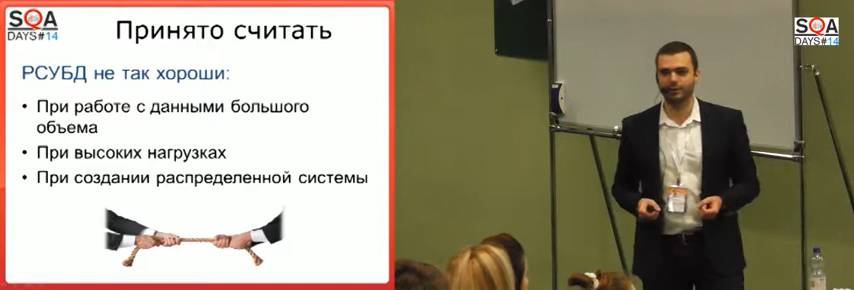 SQA
DAYS#14
Принято считать
РСУБД не так хороши:
• При работе с данными большого
объема
• При высоких нагрузках
• При создании распределенной системы
SQA
DAYS#14